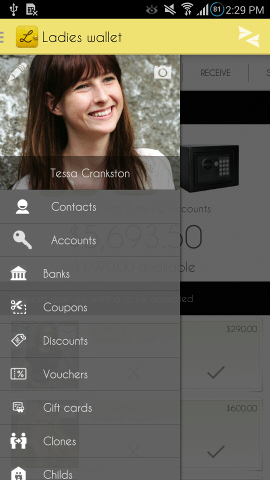 81 2:29 PM
L
Ladies wallet
RECEIVE
Tessa Crankston
Contacts
ccounts
Accounts
,693.50
Banks
Coupons
$290.00
Discounts
Vouchers
Gift cards
$600.00
Clones
Childs